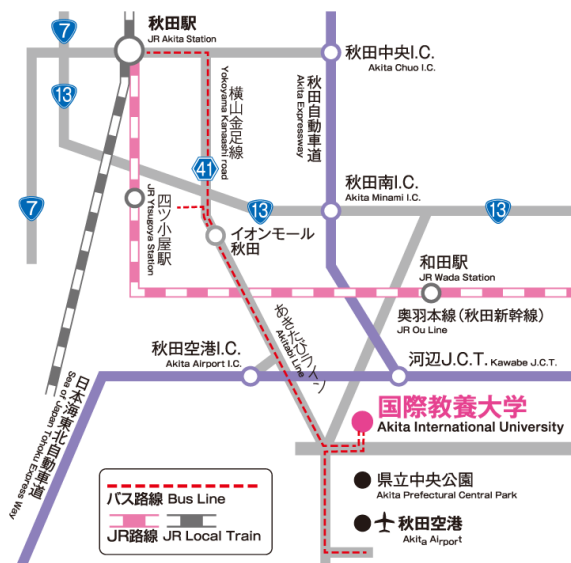 7
秋田駅
JR Akita Station
秋田中央I.C.
Akita Chuo I.C.
13
横山金足線
Yokoyama Kanaashi road
秋田自動車道
Akita Expressway
41
四ツ小屋駅
JR Ytsugoya Station
7
13
秋田南I.C.
Akita Minami I.C.
13
イオンモール
秋田
和田駅
JR Wada Station
奥羽本線（秋田新幹線）
JR Ou Line
あきたびライン
Akitabi Line
秋田空港I.C.
Akita Airport I.C.
河辺J.C.T. Kawabe J.C.T.
日本海東北自動車道
Sea of Japan Tohoku Express Way
国際教養大学
Akita International University
県立中央公園
Akita Prefectural Central Park
秋田空港
Akita Airport
バス路線 Bus Line
JR路線 JR Local Train